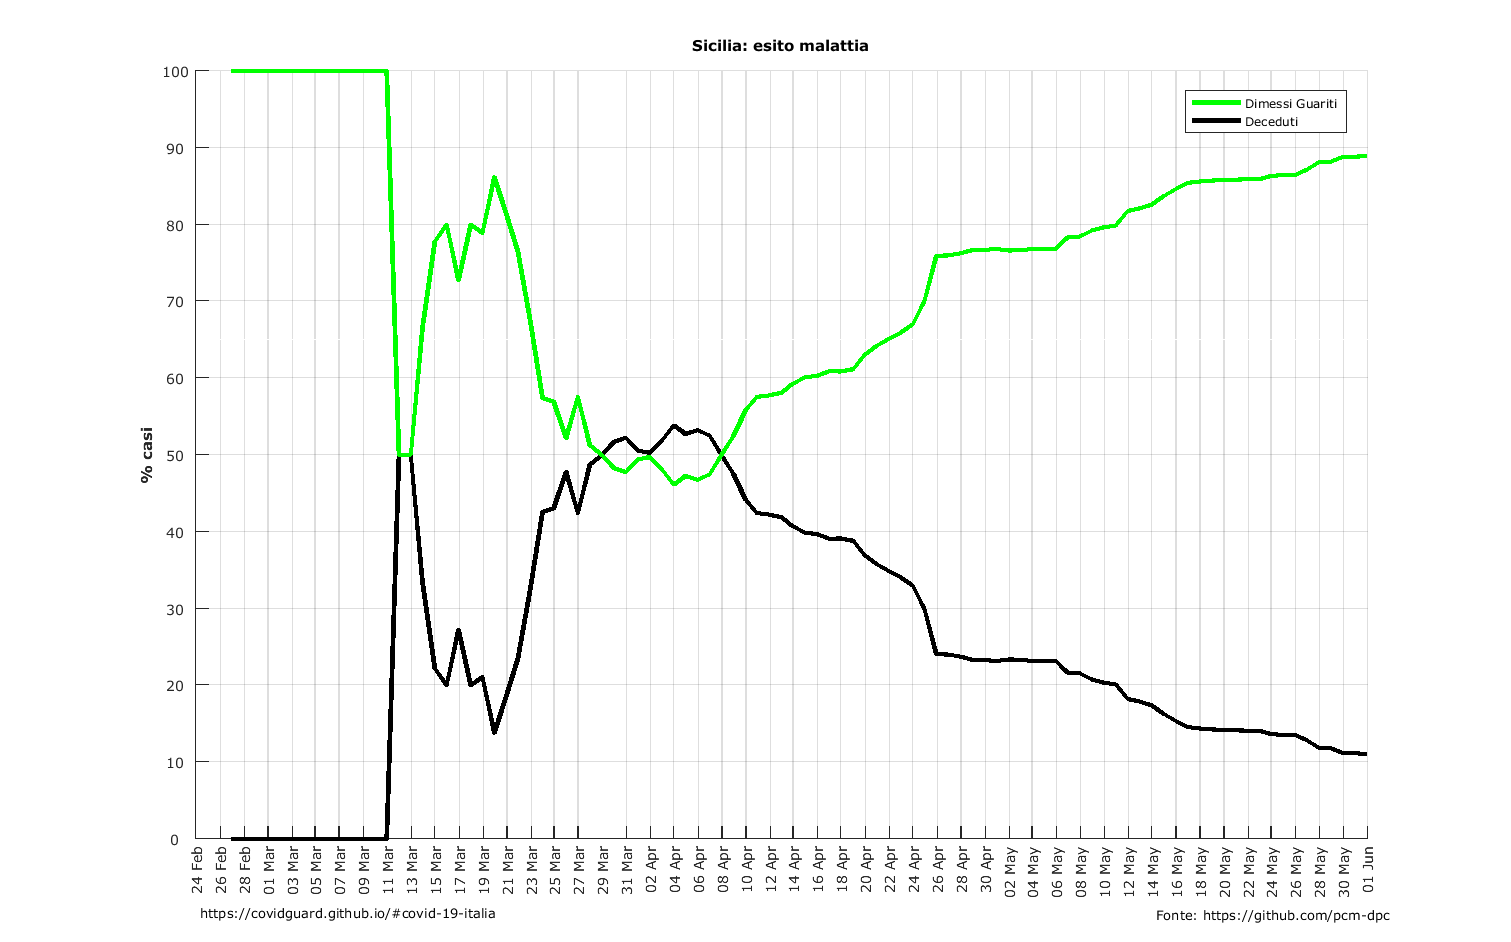 Sicilia: esito malattia
Dimessi Guariti
Deceduti
% casi
100
90
80
70
60
50
40
30
20
10
0
24 Feb
26 Feb
28 Feb
01 Mar
03 Mar
05 Mar
07 Mar
09 Mar
11 Mar
13 Mar
15 Mar
17 Mar
19 Mar
21 Mar
23 Mar
25 Mar
27 Mar
29 Mar
31 Mar
02 Apr
04 Apr
06 Apr
08 Apr
10 Apr
12 Apr
14 Apr
16 Apr
18 Apr
20 Apr
22 Apr
24 Apr
26 Apr
28 Apr
30 Apr
02 May
04 May
06 May
08 May
10 May
12 May
14 May
16 May
18 May
20 May
22 May
24 May
26 May
28 May
30 May
01 Jun
https://covidguard.github.io/#covid-19-italia
Fonte: https://github.com/pcm-dpc